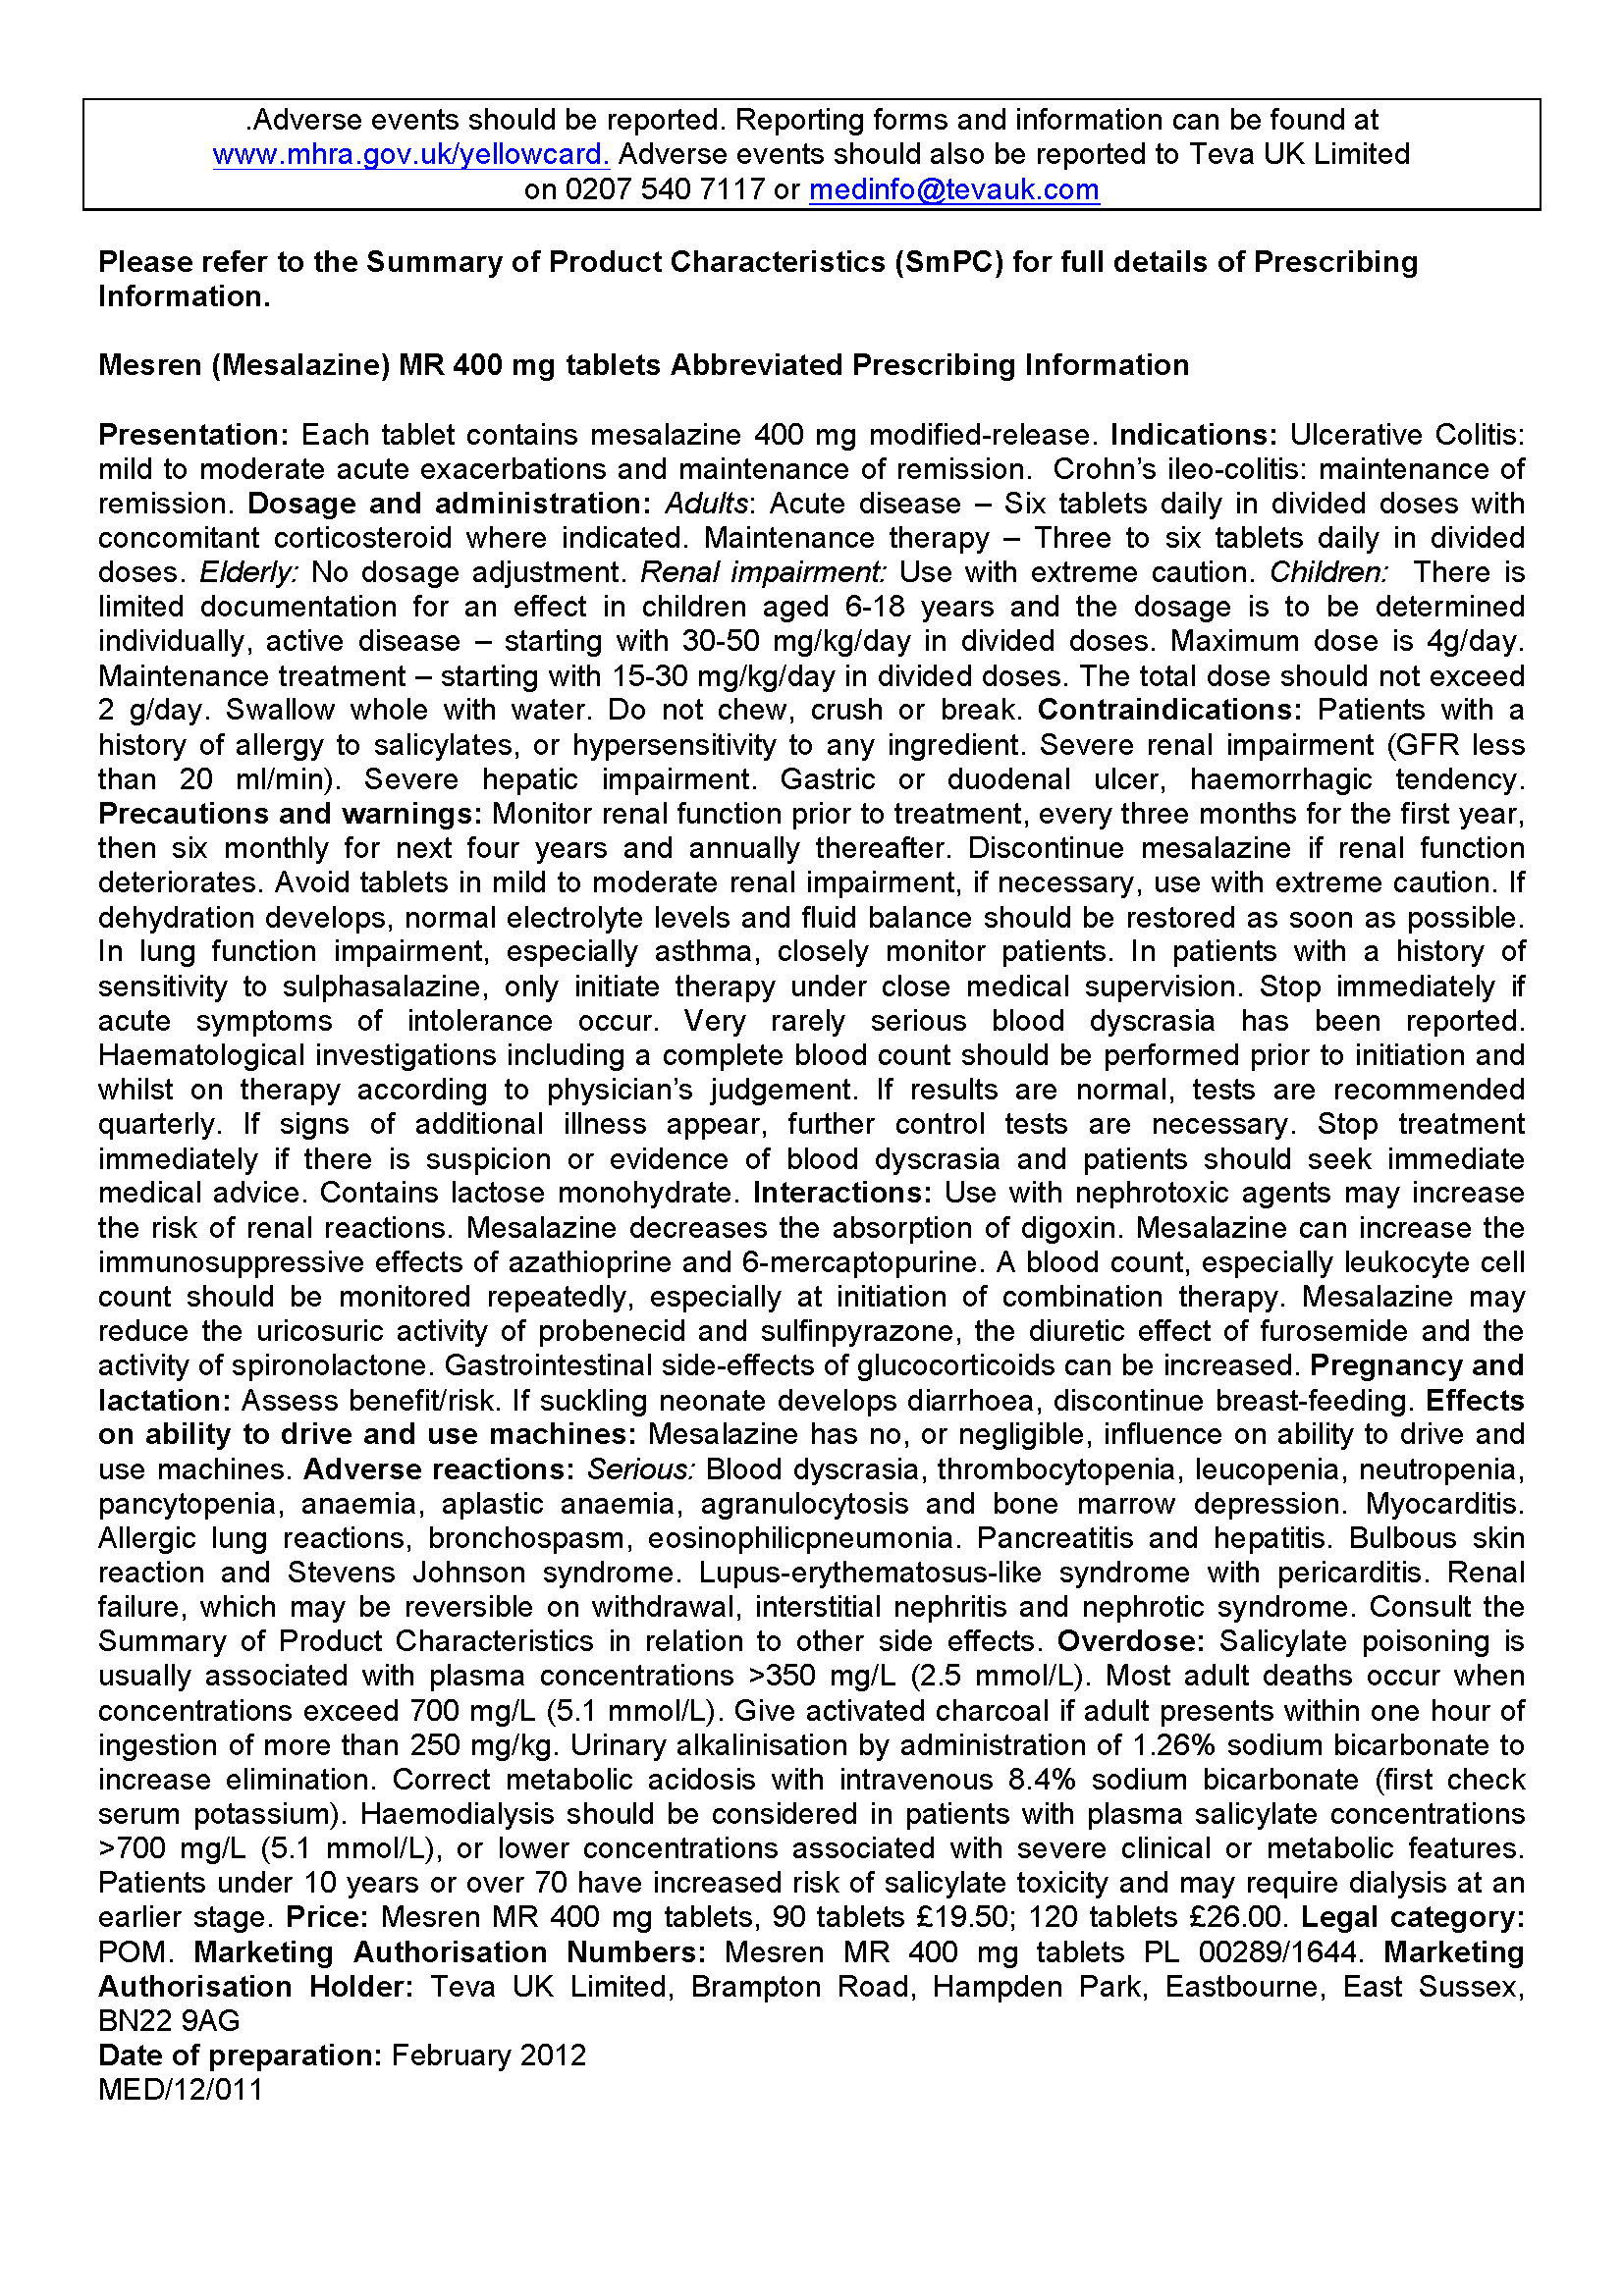 .Adverse events should be reported. Reporting forms and information can be found at
www.mhra.gov.uk/yellowcard. Adverse events should also be reported to Teva UK Limited
on 0207 540 7117 or medinfo@tevauk.com
Please refer to the Summary of Product Characteristics (SmPC) for full details of Prescribing
Information.
Mesren (Mesalazine) MR 400 mg tablets Abbreviated Prescribing Information
Presentation: Each tablet contains mesalazine 400 mg modified-release. Indications: Ulcerative Colitis:
mild to moderate acute exacerbations and maintenance of remission. Crohn’s ileo-colitis: maintenance of
remission. Dosage and administration: Adults: Acute disease – Six tablets daily in divided doses with
concomitant corticosteroid where indicated. Maintenance therapy – Three to six tablets daily in divided
doses. Elderly: No dosage adjustment. Renal impairment: Use with extreme caution. Children: There is
limited documentation for an effect in children aged 6-18 years and the dosage is to be determined
individually, active disease – starting with 30-50 mg/kg/day in divided doses. Maximum dose is 4g/day.
Maintenance treatment – starting with 15-30 mg/kg/day in divided doses. The total dose should not exceed
2 g/day. Swallow whole with water. Do not chew, crush or break. Contraindications: Patients with a
history of allergy to salicylates, or hypersensitivity to any ingredient. Severe renal impairment (GFR less
than 20 ml/min). Severe hepatic impairment. Gastric or duodenal ulcer, haemorrhagic tendency.
Precautions and warnings: Monitor renal function prior to treatment, every three months for the first year,
then six monthly for next four years and annually thereafter. Discontinue mesalazine if renal function
deteriorates. Avoid tablets in mild to moderate renal impairment, if necessary, use with extreme caution. If
dehydration develops, normal electrolyte levels and fluid balance should be restored as soon as possible.
In lung function impairment, especially asthma, closely monitor patients. In patients with a history of
sensitivity to sulphasalazine, only initiate therapy under close medical supervision. Stop immediately if
acute symptoms of intolerance occur. Very rarely serious blood dyscrasia has been reported.
Haematological investigations including a complete blood count should be performed prior to initiation and
whilst on therapy according to physician’s judgement. If results are normal, tests are recommended
quarterly. If signs of additional illness appear, further control tests are necessary. Stop treatment
immediately if there is suspicion or evidence of blood dyscrasia and patients should seek immediate
medical advice. Contains lactose monohydrate. Interactions: Use with nephrotoxic agents may increase
the risk of renal reactions. Mesalazine decreases the absorption of digoxin. Mesalazine can increase the
immunosuppressive effects of azathioprine and 6-mercaptopurine. A blood count, especially leukocyte cell
count should be monitored repeatedly, especially at initiation of combination therapy. Mesalazine may
reduce the uricosuric activity of probenecid and sulfinpyrazone, the diuretic effect of furosemide and the
activity of spironolactone. Gastrointestinal side-effects of glucocorticoids can be increased. Pregnancy and
lactation: Assess benefit/risk. If suckling neonate develops diarrhoea, discontinue breast-feeding. Effects
on ability to drive and use machines: Mesalazine has no, or negligible, influence on ability to drive and
use machines. Adverse reactions: Serious: Blood dyscrasia, thrombocytopenia, leucopenia, neutropenia,
pancytopenia, anaemia, aplastic anaemia, agranulocytosis and bone marrow depression. Myocarditis.
Allergic lung reactions, bronchospasm, eosinophilicpneumonia. Pancreatitis and hepatitis. Bulbous skin
reaction and Stevens Johnson syndrome. Lupus-erythematosus-like syndrome with pericarditis. Renal
failure, which may be reversible on withdrawal, interstitial nephritis and nephrotic syndrome. Consult the
Summary of Product Characteristics in relation to other side effects. Overdose: Salicylate poisoning is
usually associated with plasma concentrations >350 mg/L (2.5 mmol/L). Most adult deaths occur when
concentrations exceed 700 mg/L (5.1 mmol/L). Give activated charcoal if adult presents within one hour of
ingestion of more than 250 mg/kg. Urinary alkalinisation by administration of 1.26% sodium bicarbonate to
increase elimination. Correct metabolic acidosis with intravenous 8.4% sodium bicarbonate (first check
serum potassium). Haemodialysis should be considered in patients with plasma salicylate concentrations
>700 mg/L (5.1 mmol/L), or lower concentrations associated with severe clinical or metabolic features.
Patients under 10 years or over 70 have increased risk of salicylate toxicity and may require dialysis at an
earlier stage. Price: Mesren MR 400 mg tablets, 90 tablets £19.50; 120 tablets £26.00. Legal category:
POM. Marketing Authorisation Numbers: Mesren MR 400 mg tablets PL 00289/1644. Marketing
Authorisation Holder: Teva UK Limited, Brampton Road, Hampden Park, Eastbourne, East Sussex,
BN22 9AG
Date of preparation: February 2012
MED/12/011